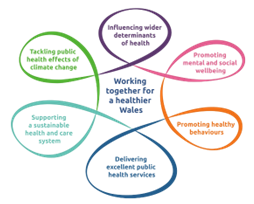 Influencing wider
determinants
of health
Tackling public
health effects of
climate change
Promoting
mental and social
wellbeing
Working
together for
a healthier
Wales
Supporting
a sustainable
health and care
system
Promoting healthy
behaviours
Delivering
excellent public
health services